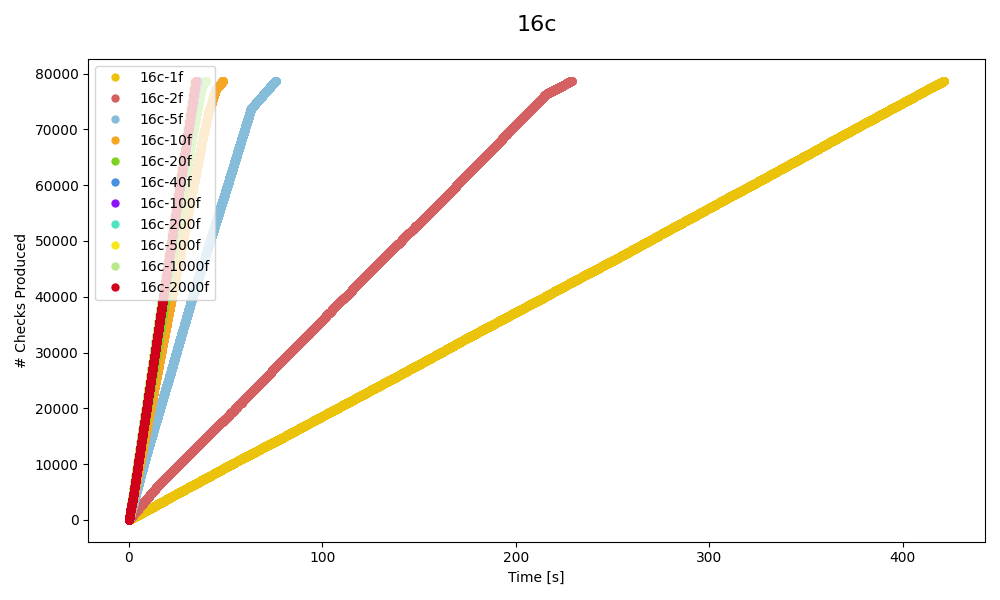 16c
80000
70000
60000
50000
40000
30000
20000
10000
0
# Checks Produced
16c-1f
16c-2f
16c-5f
16c-10f
16c-20f
16c-40f
16c-100f
16c-200f
16c-500f
16c-1000f
16c-2000f
0 100 200 300 400
Time [s]